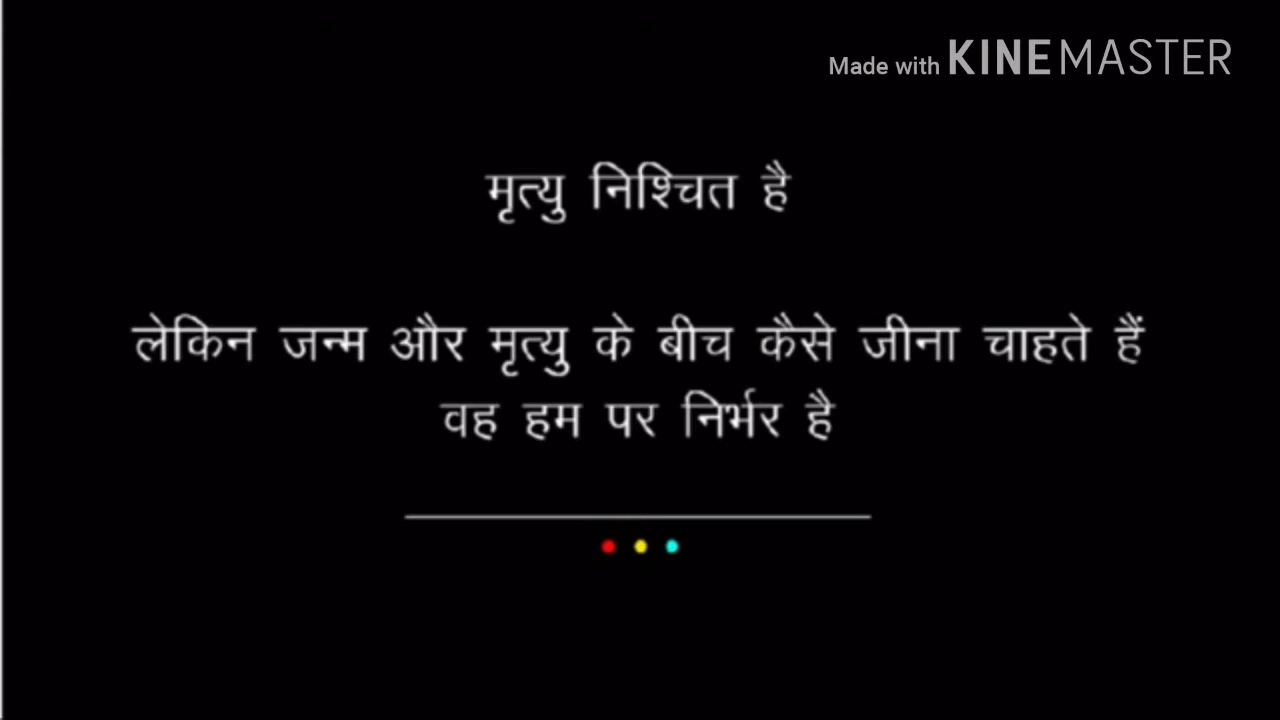 Made with KINEMASTER
मृत्यु निश्चित है
लेकिन जन्म और मृत्यु के बीच कैसे जीना चाहते हैं
वह हम पर निर्भर है